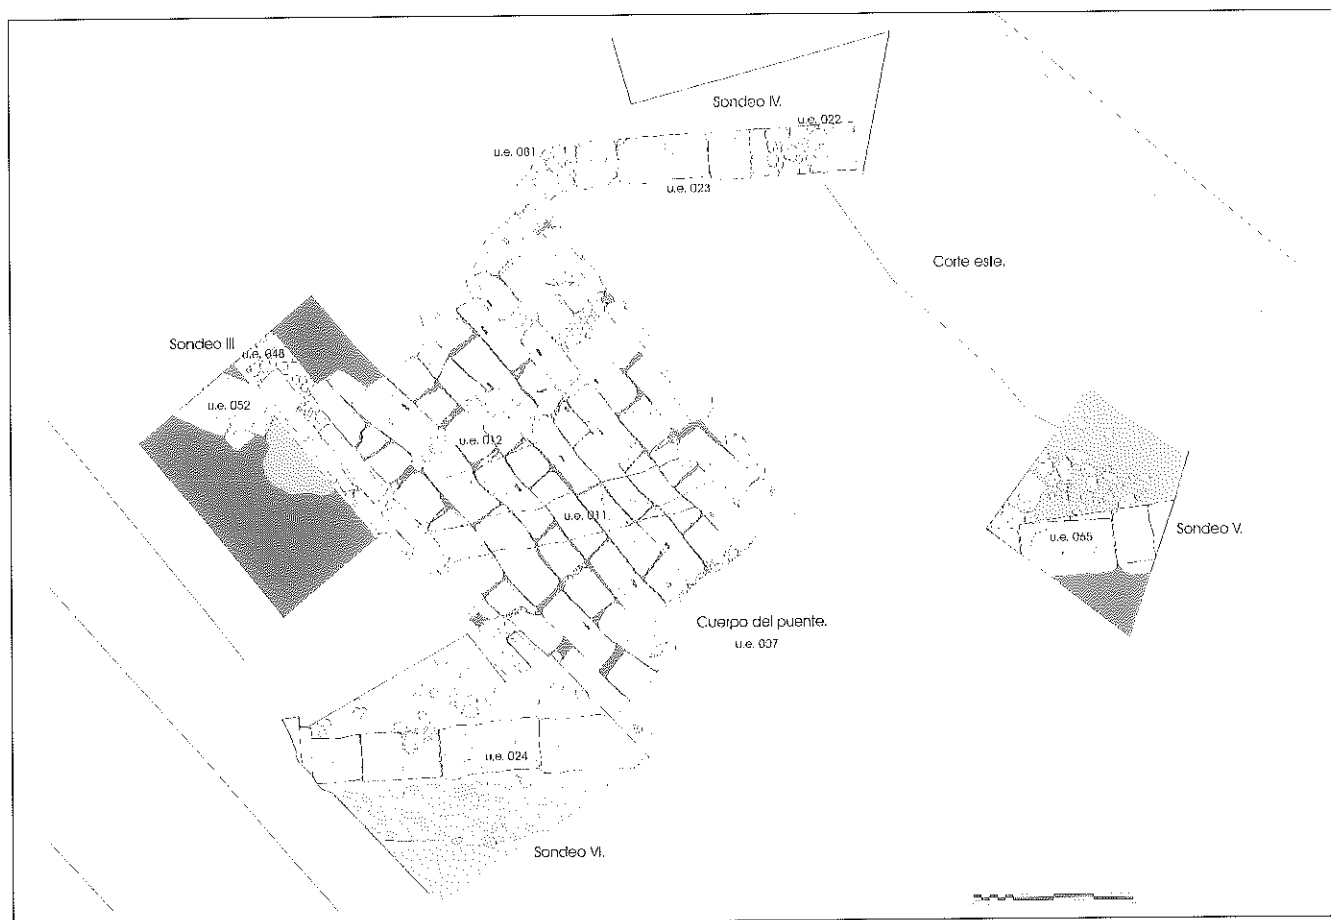 Sondeo IV.
u.e. 022
u.e. 081
u.e. 023
Corte este.
Sondeo III.
u.e. 048
u.e. 052
u.e. 012
u.e. 011.
u.e. 065
Sondeo V.
Cuerpo del puente.
u.e. 007
u.e. 024
Sondeo VI.